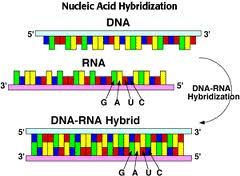 Nucleic Acid Hybridization
DNA
5' 3'
RNA
3' 5'
G A U C
DNA-RNA
Hybridization
DNA-RNA Hybrid
5' 3'
3' 5'
G A U C